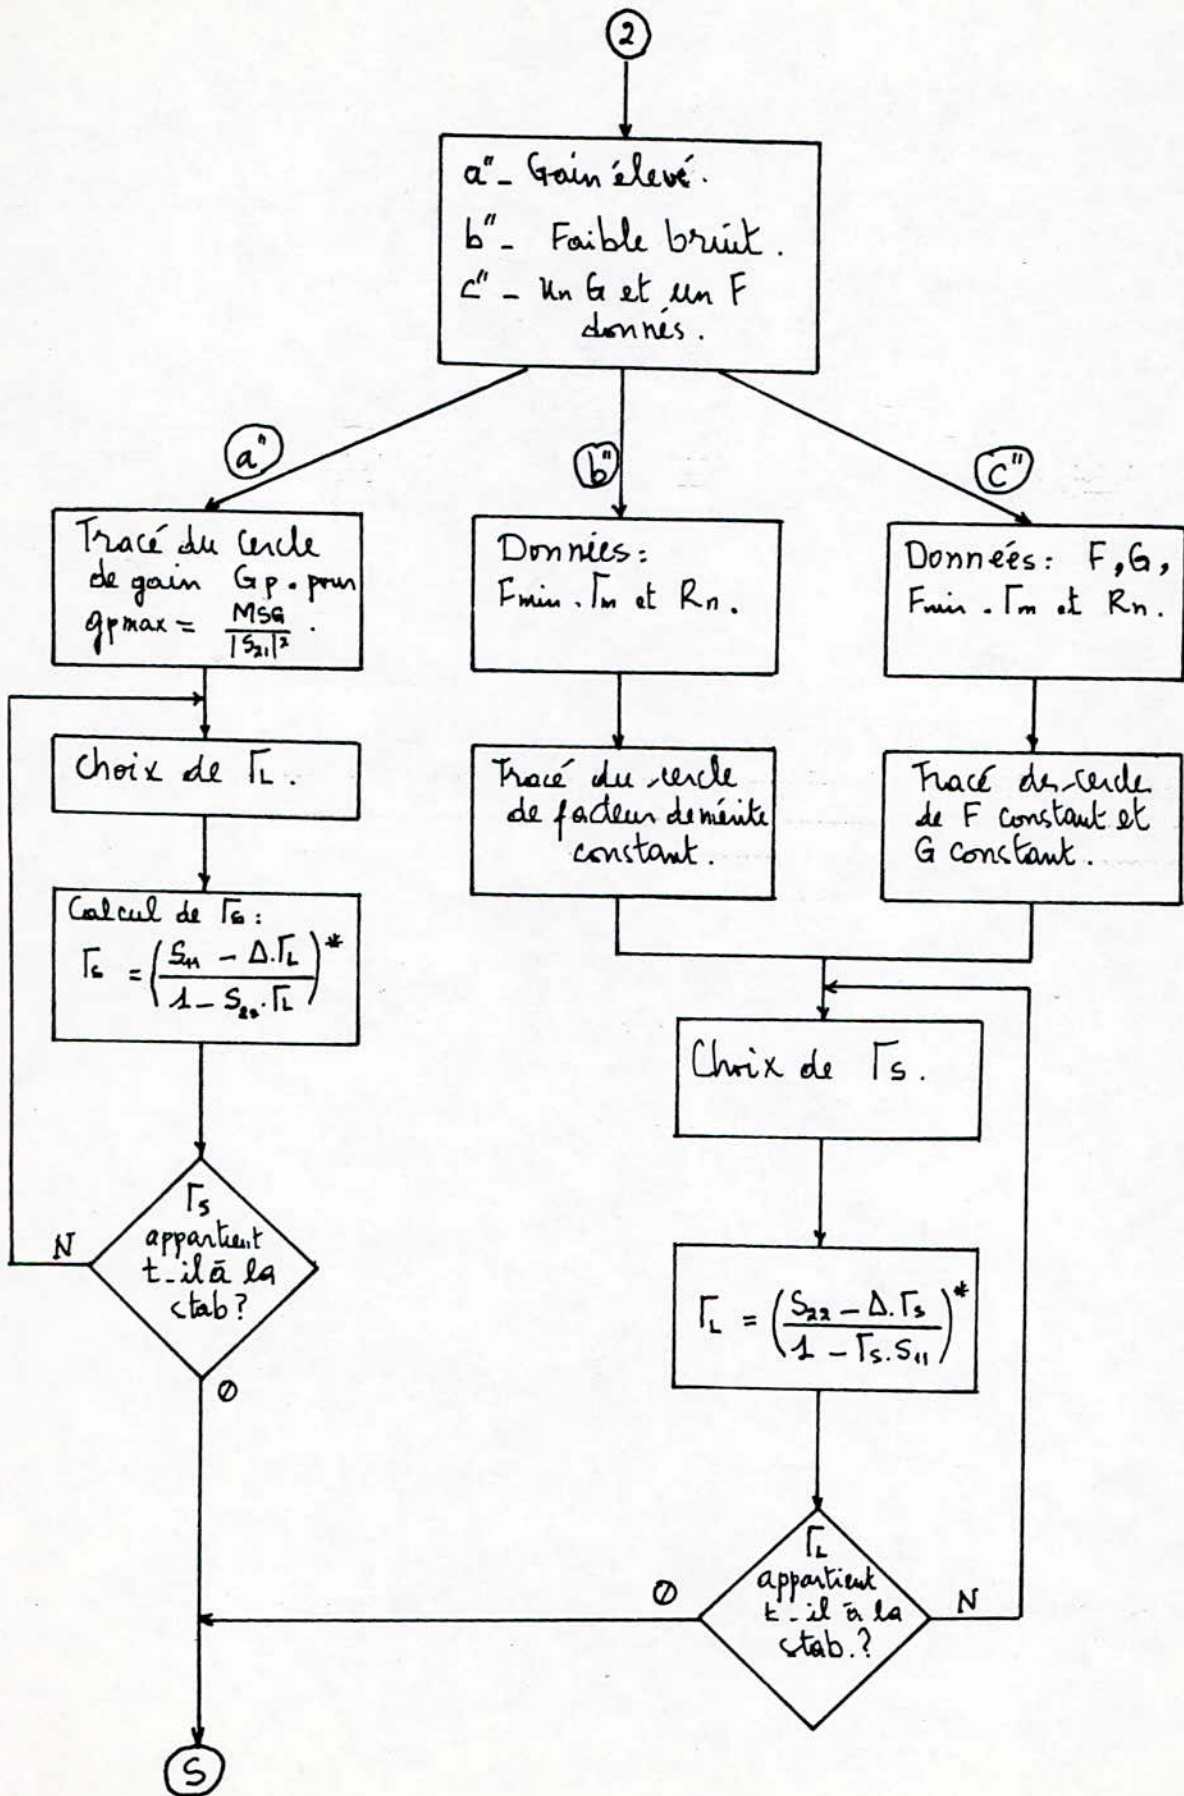 2
a"- Gain élevé.
b"- Faible bruit.
c"- Un G et un F
donnés.
a"
b"
c"
Tracé du cercle
de gain Gp. pour
gpmax = MSG / |S21|² .
Choix de ΓL.
Calcul de Γs :
Γs = ( (S11 - Δ.ΓL) / (1 - S22.ΓL) )*
Γs
appartient
t-il à la
stab ?
N
O
Données :
Fmin . Γm et Rn.
Tracé du cercle
de facteur de mérite
constant.
Données : F, G,
Fmin . Γm et Rn.
Tracé des cercles
de F constant et
G constant.
Choix de Γs.
ΓL = ( (S22 - Δ.Γs) / (1 - Γs.S11) )*
ΓL
appartient
t-il à la
stab.?
O
N
S